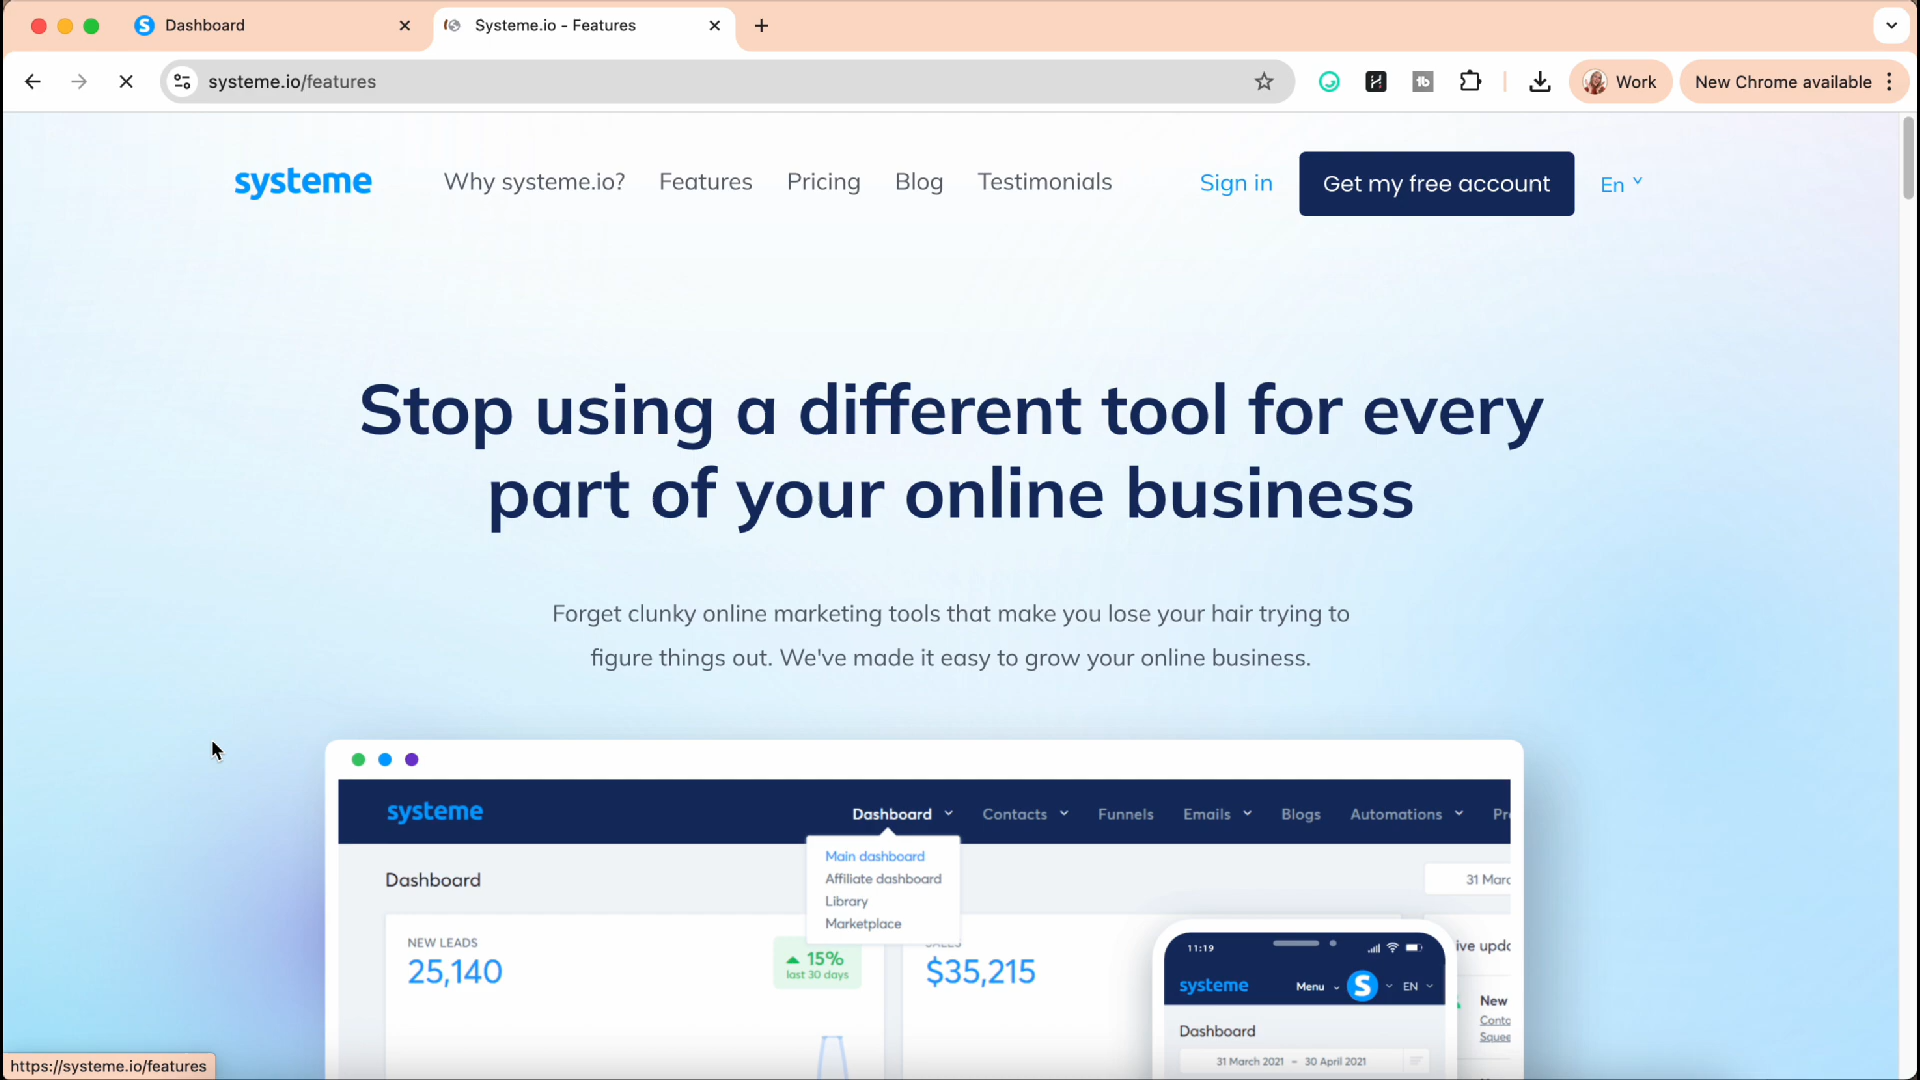 Dashboard
Systeme.io - Features
systeme.io/features
Work
New Chrome available
systeme
Why systeme.io?
Features
Pricing
Blog
Testimonials
Sign in
Get my free account
En
Stop using a different tool for every
part of your online business
Forget clunky online marketing tools that make you lose your hair trying to
figure things out. We've made it easy to grow your online business.
systeme
Dashboard
Contacts
Funnels
Emails
Blogs
Automations
Main dashboard
Affiliate dashboard
Library
Marketplace
Dashboard
NEW LEADS
25,140
15%
last 30 days
$35,215
11:19
systeme
Menu
EN
Dashboard
31 March 2021 - 30 April 2021
New
https://systeme.io/features